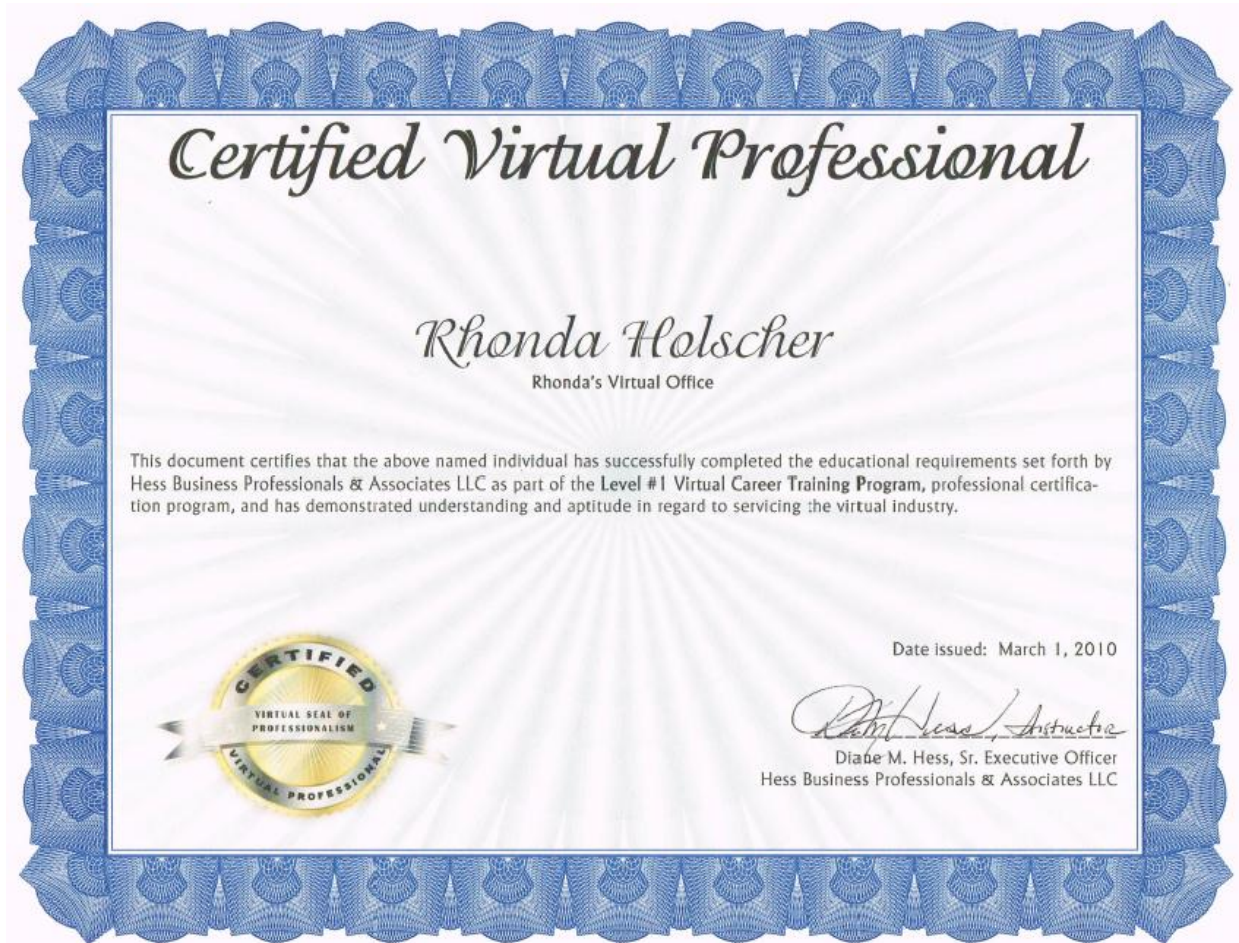 Certified Virtual Professional
Rhonda Holscher
Rhonda's Virtual Office
This document certifies that the above named individual has successfully completed the educational requirements set forth by
Hess Business Professionals & Associates LLC as part of the Level #1 Virtual Career Training Program, professional certifica-
tion program, and has demonstrated understanding and aptitude in regard to servicing the virtual industry.
CERTIFIED
VIRTUAL SEAL OF
PROFESSIONALISM
VIRTUAL PROFESSIONAL
Date issued: March 1, 2010
Hess, Instructor
Diane M. Hess, Sr. Executive Officer
Hess Business Professionals & Associates LLC